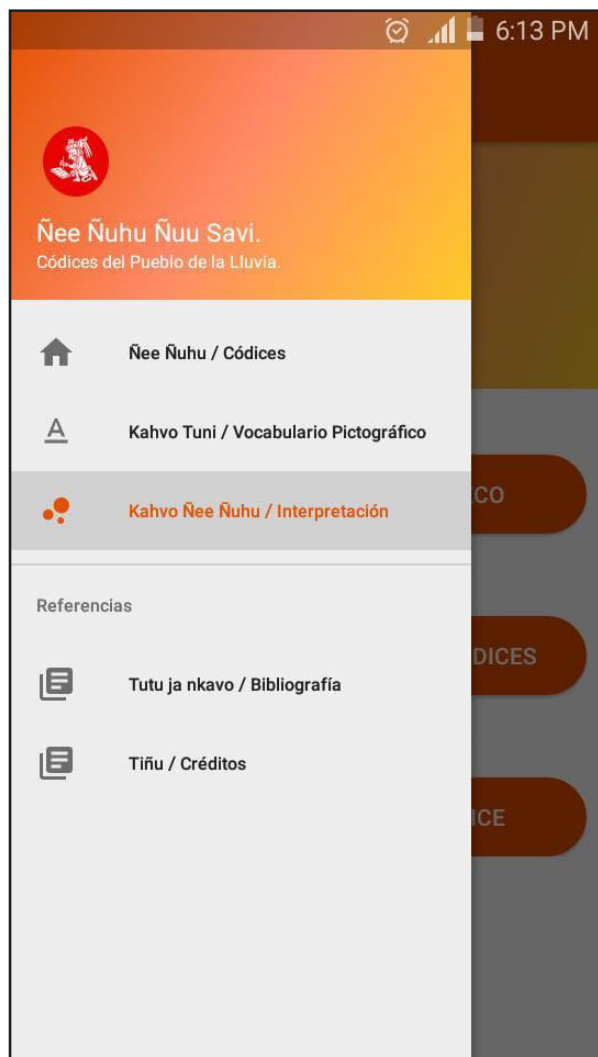 6:13 PM
Ñee Ñuhu Ñuu Savi.
Códices del Pueblo de la Lluvia.
Ñee Ñuhu / Códices
A
Kahvo Tuni / Vocabulario Pictográfico
Kahvo Ñee Ñuhu / Interpretación
CO
Referencias
DICES
Tutu ja nkavo / Bibliografía
Tiñu / Créditos
ICE